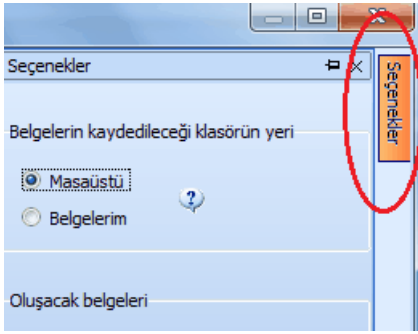 Seçenekler
Seçenekler
Belgelerin kaydedileceği klasörün yeri
Masaüstü
Belgelerim
Oluşacak belgeleri